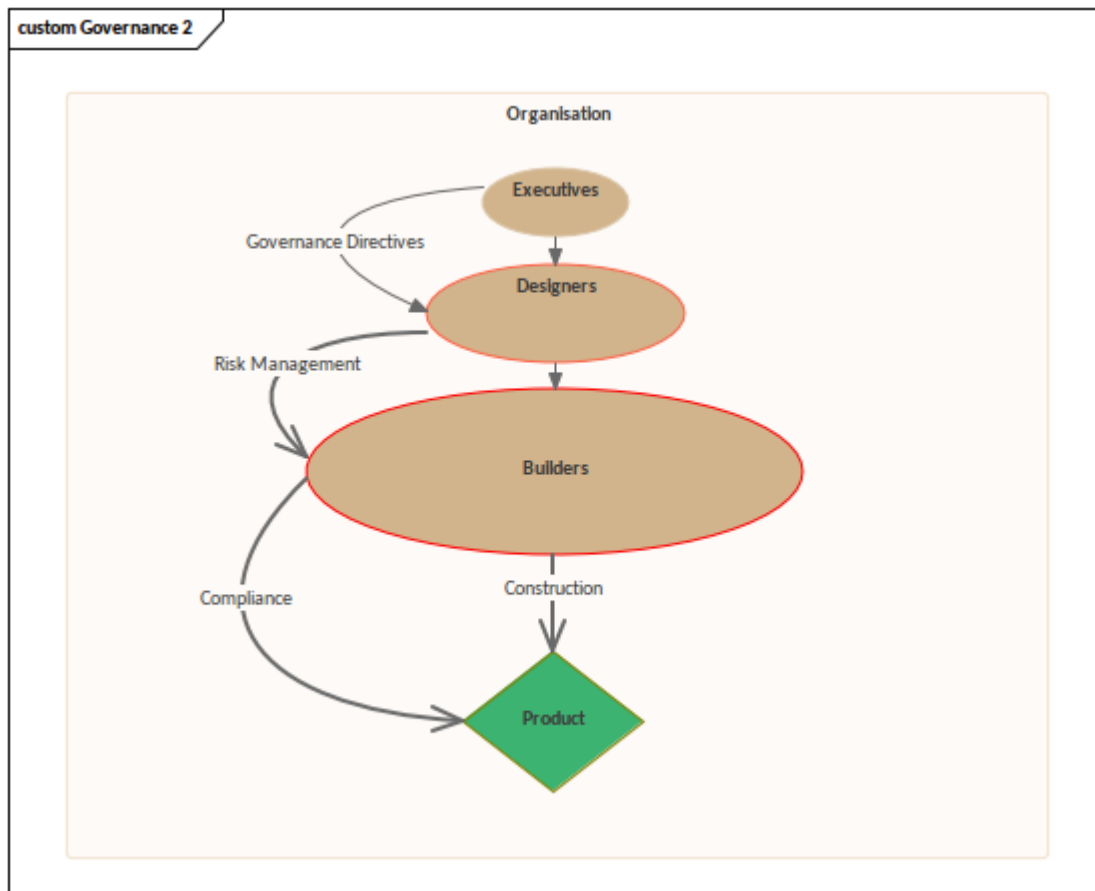 custom Governance 2
Organisation
Executives
Governance Directives
Designers
Risk Management
Builders
Construction
Compliance
Product